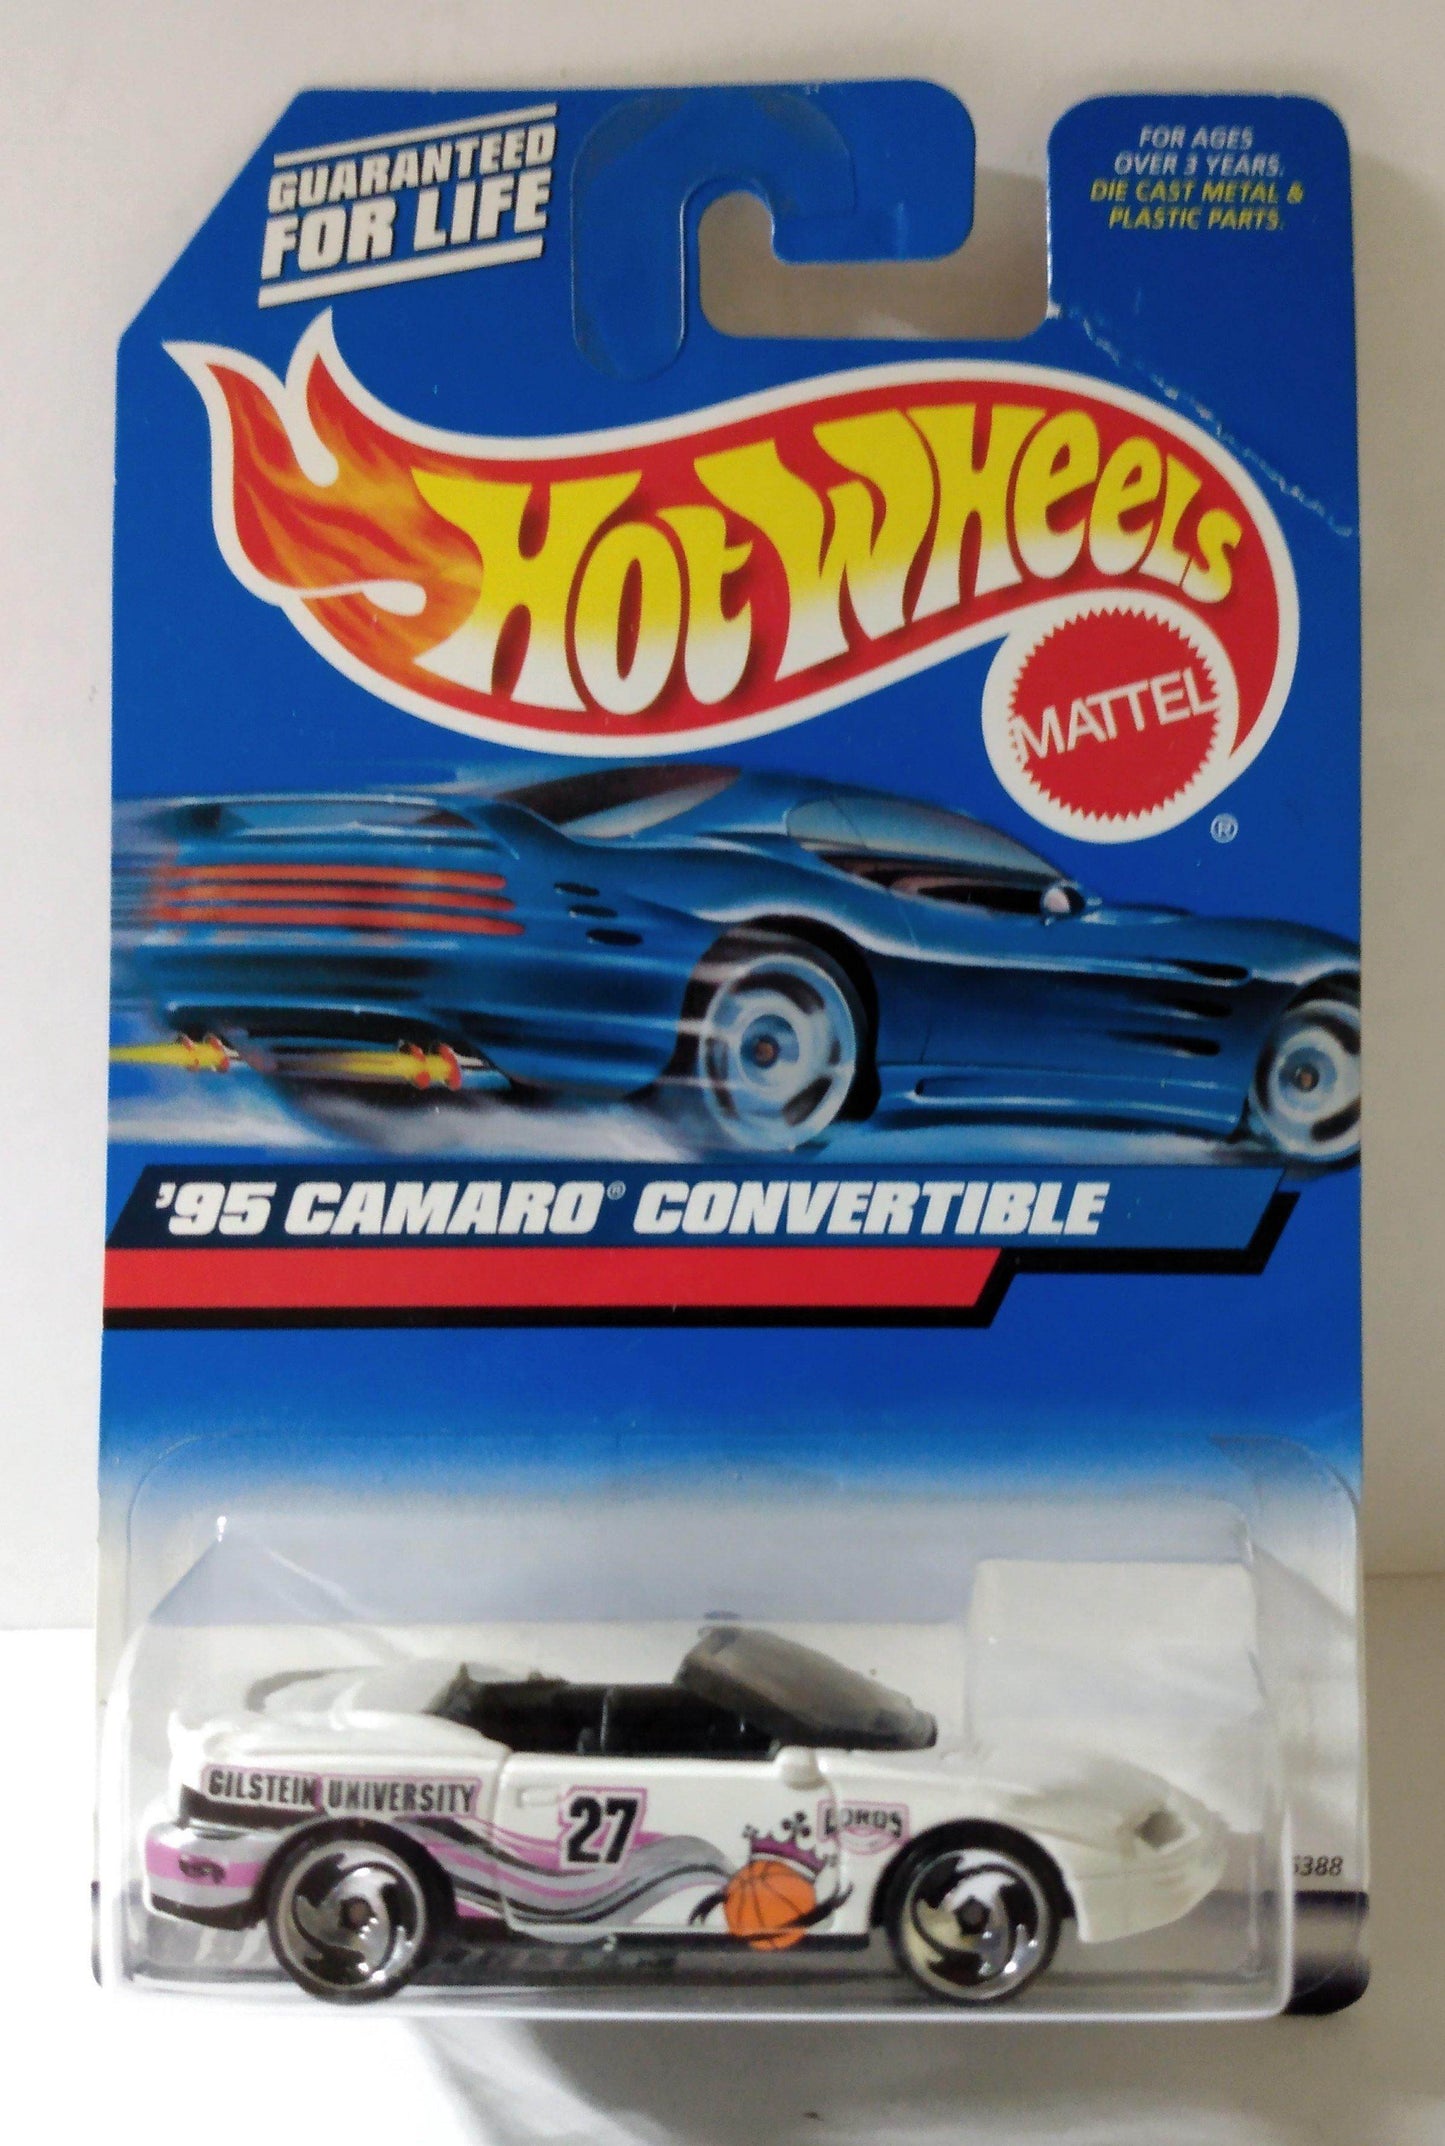 GUARANTEED
FOR LIFE
FOR AGES
OVER 3 YEARS.
DIE CAST METAL &
PLASTIC PARTS.
HOT WHEELS
MATTEL
®
'95 CAMARO® CONVERTIBLE
GILSTEIN UNIVERSITY
27
LORDS
5388